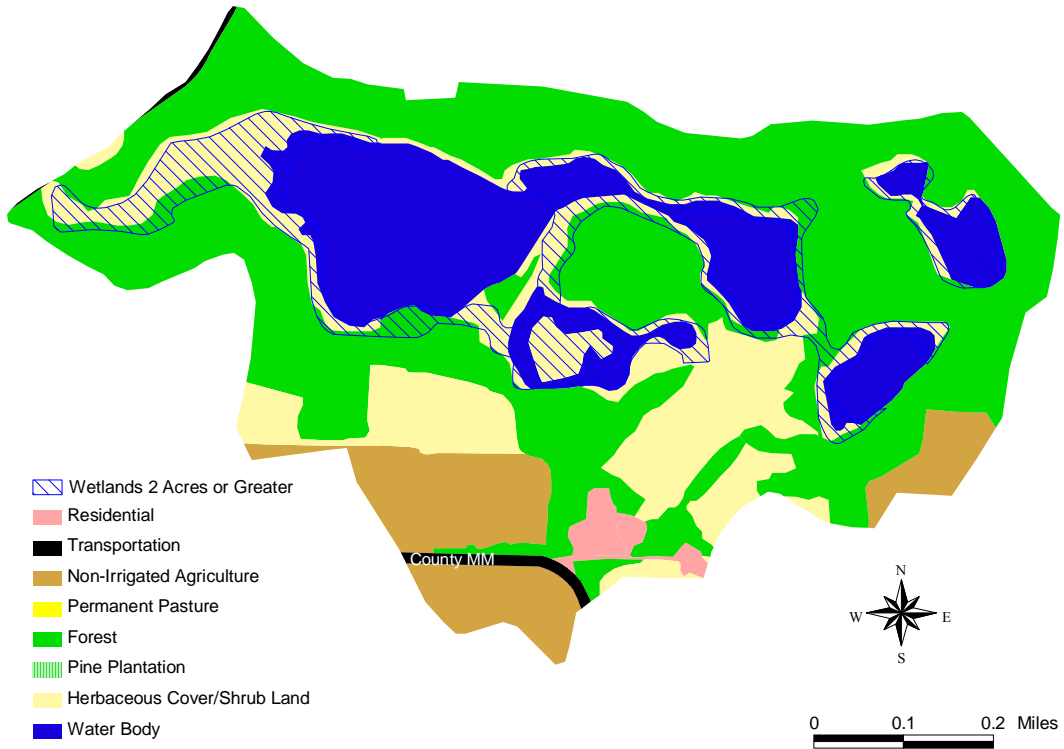 County MM
Wetlands 2 Acres or Greater
Residential
Transportation
Non-Irrigated Agriculture
Permanent Pasture
Forest
Pine Plantation
Herbaceous Cover/Shrub Land
Water Body
N
W E
S
0 0.1 0.2 Miles